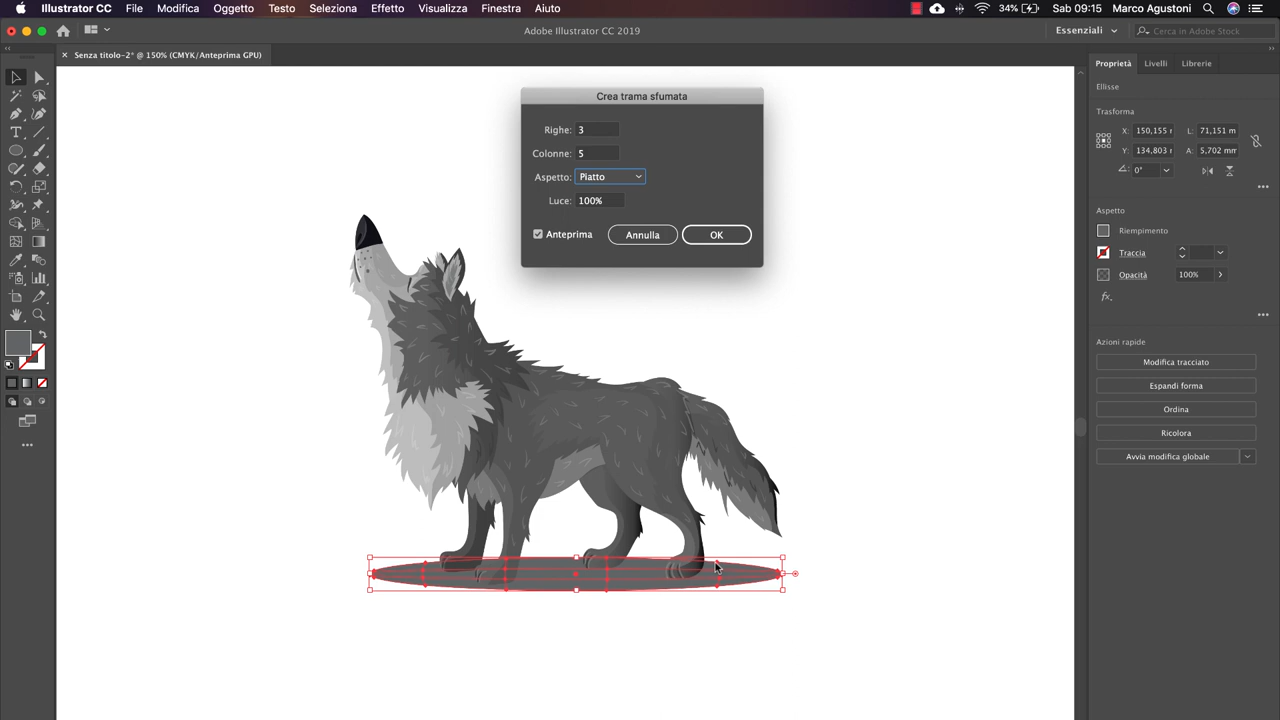 Illustrator CC File Modifica Oggetto Testo Seleziona Effetto Visualizza Finestra Aiuto 34% Sab 09:15 Marco Agustoni
Adobe Illustrator CC 2019 Essenziali Cerca in Adobe Stock
Senza titolo-2* @ 150% (CMYK/Anteprima GPU)
Crea trama sfumata
Righe: 3
Colonne: 5
Aspetto: Piatto
Luce: 100%
Anteprima Annulla OK
Proprietà Livelli Librerie
Ellisse
Trasforma
X: 150,155 L: 71,151 m
Y: 134,803 A: 5,702 mm
0°
Aspetto
Riempimento
Traccia
Opacità 100%
fx.
Azioni rapide
Modifica tracciato
Espandi forma
Ordina
Ricolora
Avvia modifica globale